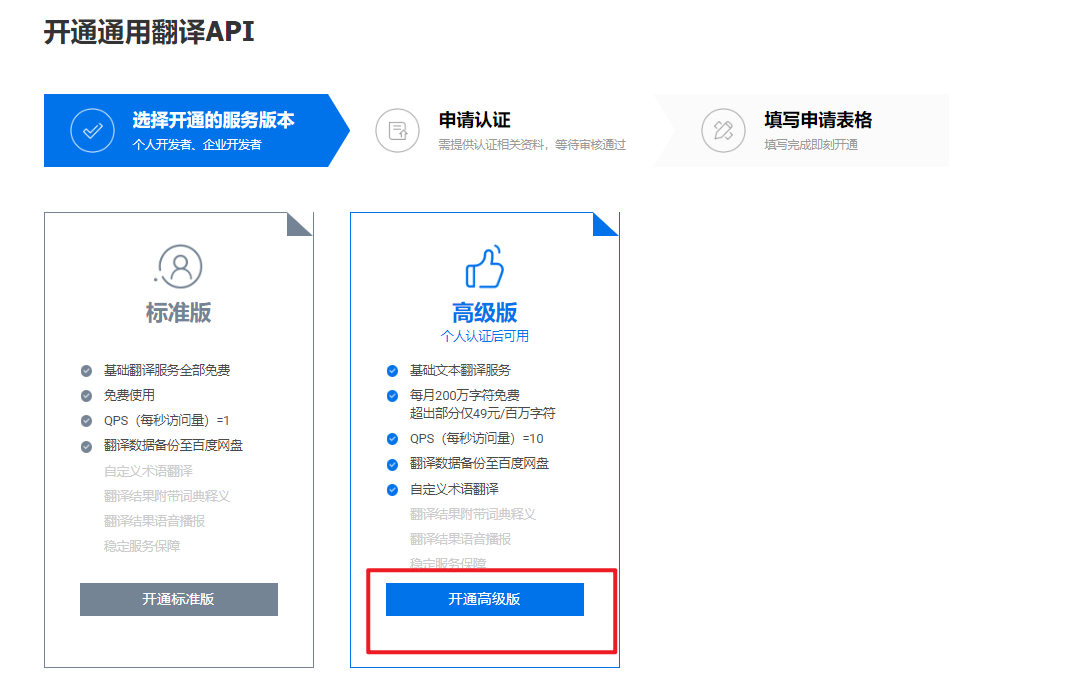 开通通用翻译API
选择开通的服务版本
个人开发者、企业开发者
申请认证
需提供认证相关资料，等待审核通过
填写申请表格
填写完成即刻开通
标准版
基础翻译服务全部免费
免费使用
QPS（每秒访问量）=1
翻译数据备份至百度网盘
自定义术语翻译
翻译结果附带词典释义
翻译结果语音播报
稳定服务保障
开通标准版
高级版
个人认证后可用
基础文本翻译服务
每月200万字符免费
超出部分仅49元/百万字符
QPS（每秒访问量）=10
翻译数据备份至百度网盘
自定义术语翻译
翻译结果附带词典释义
翻译结果语音播报
稳定服务保障
开通高级版